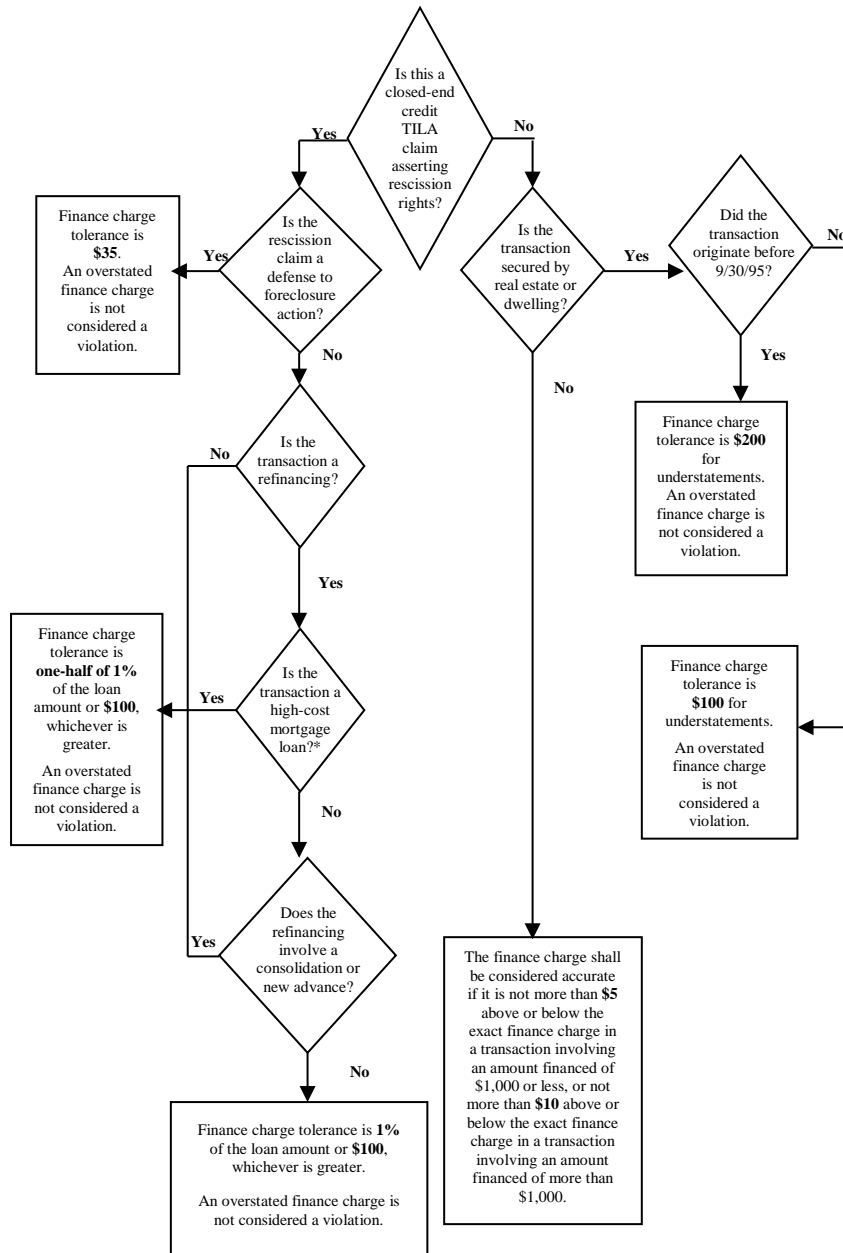 Is this a
closed-end
credit
TILA
claim
asserting
rescission
rights?
Yes
No
Is the
rescission
claim a
defense to
foreclosure
action?
Yes
No
Finance charge
tolerance is
$35.
An overstated
finance charge
is not
considered a
violation.
Is the
transaction
secured by
real estate or
dwelling?
Yes
No
Did the
transaction
originate before
9/30/95?
No
Yes
Finance charge
tolerance is $200
for
understatements.
An overstated
finance charge is
not considered a
violation.
Is the
transaction a
refinancing?
No
Yes
Finance charge
tolerance is
one-half of 1%
of the loan
amount or $100,
whichever is
greater.
An overstated
finance charge is
not considered a
violation.
Is the
transaction a
high-cost
mortgage
loan?*
Yes
No
Finance charge
tolerance is
$100 for
understatements.
An overstated
finance charge
is not
considered a
violation.
Does the
refinancing
involve a
consolidation or
new advance?
Yes
No
The finance charge shall
be considered accurate
if it is not more than $5
above or below the
exact finance charge in
a transaction involving
an amount financed of
$1,000 or less, or not
more than $10 above or
below the exact finance
charge in a transaction
involving an amount
financed of more than
$1,000.
Finance charge tolerance is 1%
of the loan amount or $100,
whichever is greater.
An overstated finance charge is
not considered a violation.